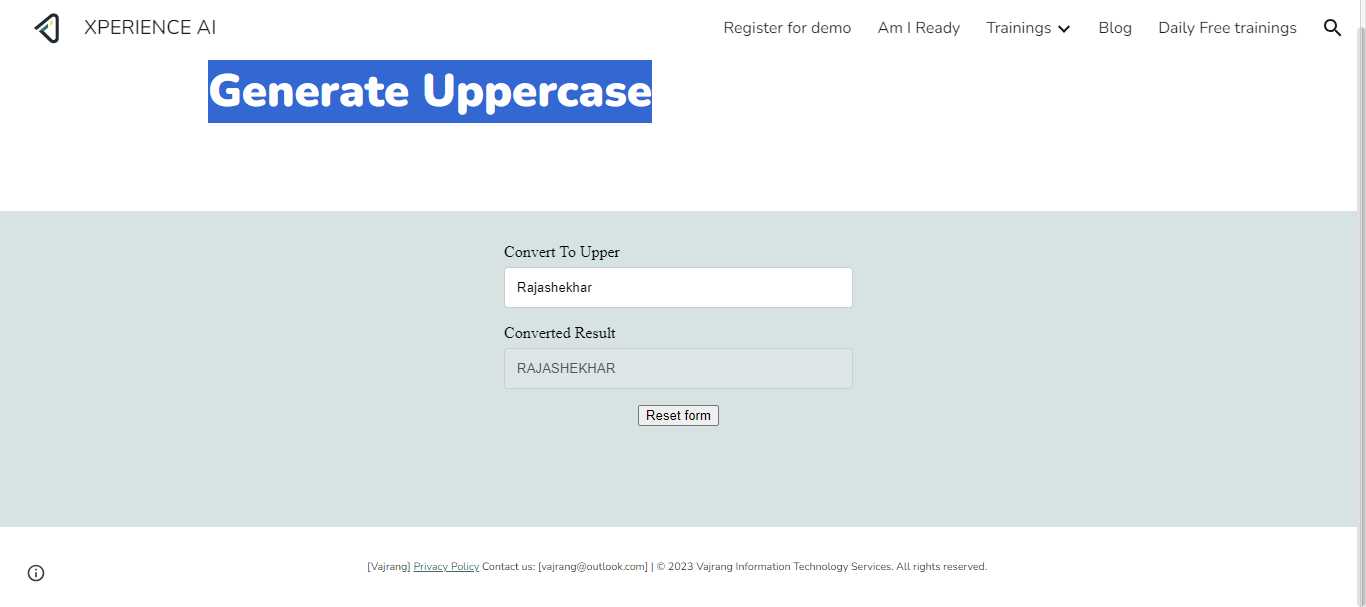 XPERIENCE AI
Register for demo
Am I Ready
Trainings
Blog
Daily Free trainings
Generate Uppercase
Convert To Upper
Rajashekhar
Converted Result
RAJASHEKHAR
Reset form
[Vajrang] Privacy Policy Contact us: [vajrang@outlook.com] | © 2023 Vajrang Information Technology Services. All rights reserved.